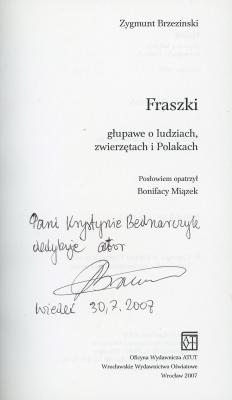 Zygmunt Brzezinski
Fraszki
głupawe o ludziach,
zwierzętach i Polakach
Posłowiem opatrzył
Bonifacy Miązek
Pani Krystynie Bednarczyk
dedykuje autor
Wiedeń 30,7.2007
Oficyna Wydawnicza ATUT
Wrocławskie Wydawnictwo Oświatowe
Wrocław 2007